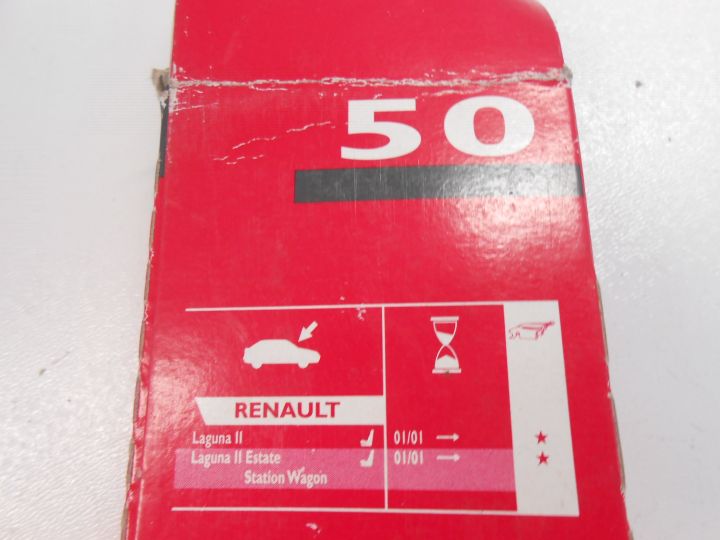 50
RENAULT
Laguna II 01/01
Laguna II Estate 01/01
Station Wagon